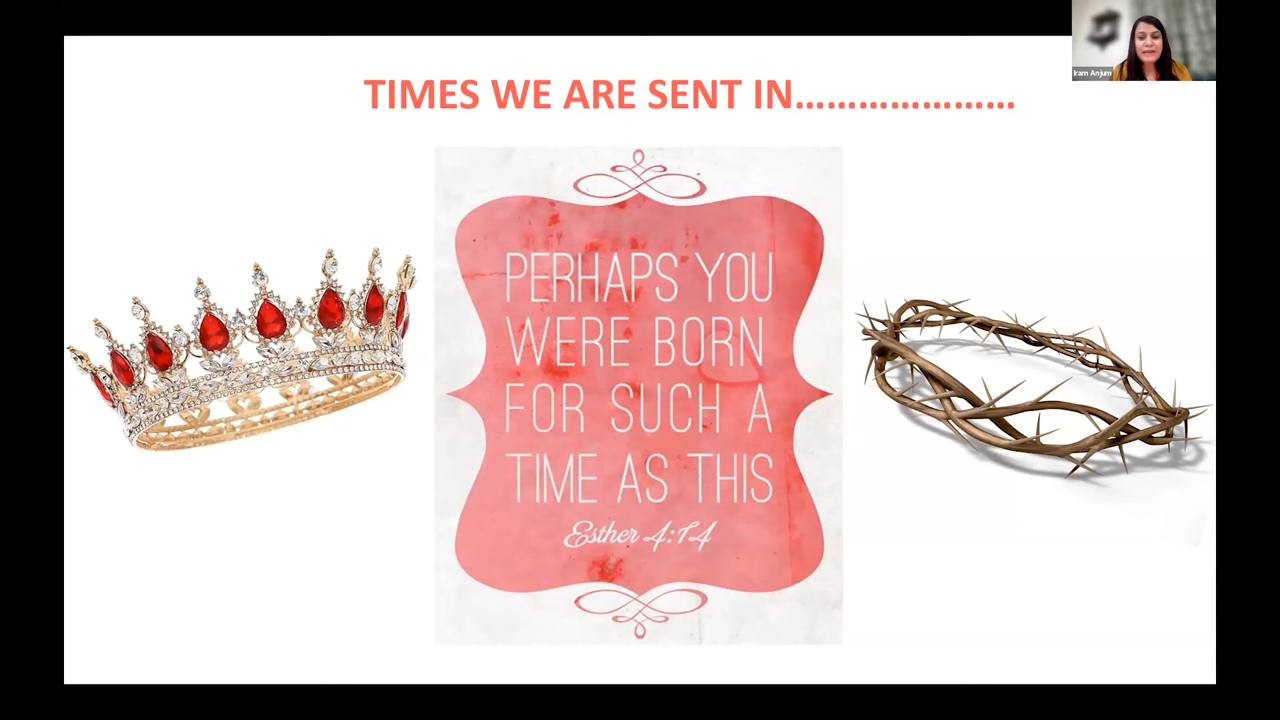 TIMES WE ARE SENT IN.....................
Iram Anjum
PERHAPS YOU
WERE BORN
FOR SUCH A
TIME AS THIS
Esther 4:14